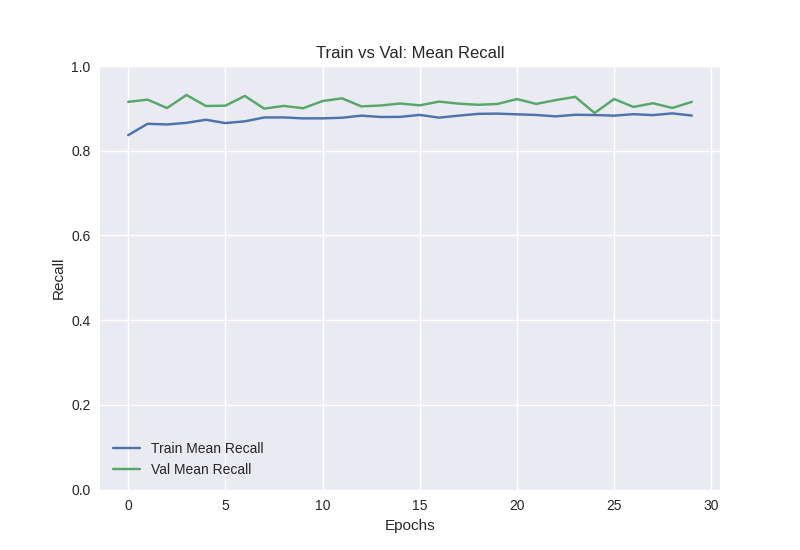 Train vs Val: Mean Recall
1.0
0.8
0.6
0.4
0.2
0.0
Recall
Train Mean Recall
Val Mean Recall
0 5 10 15 20 25 30
Epochs